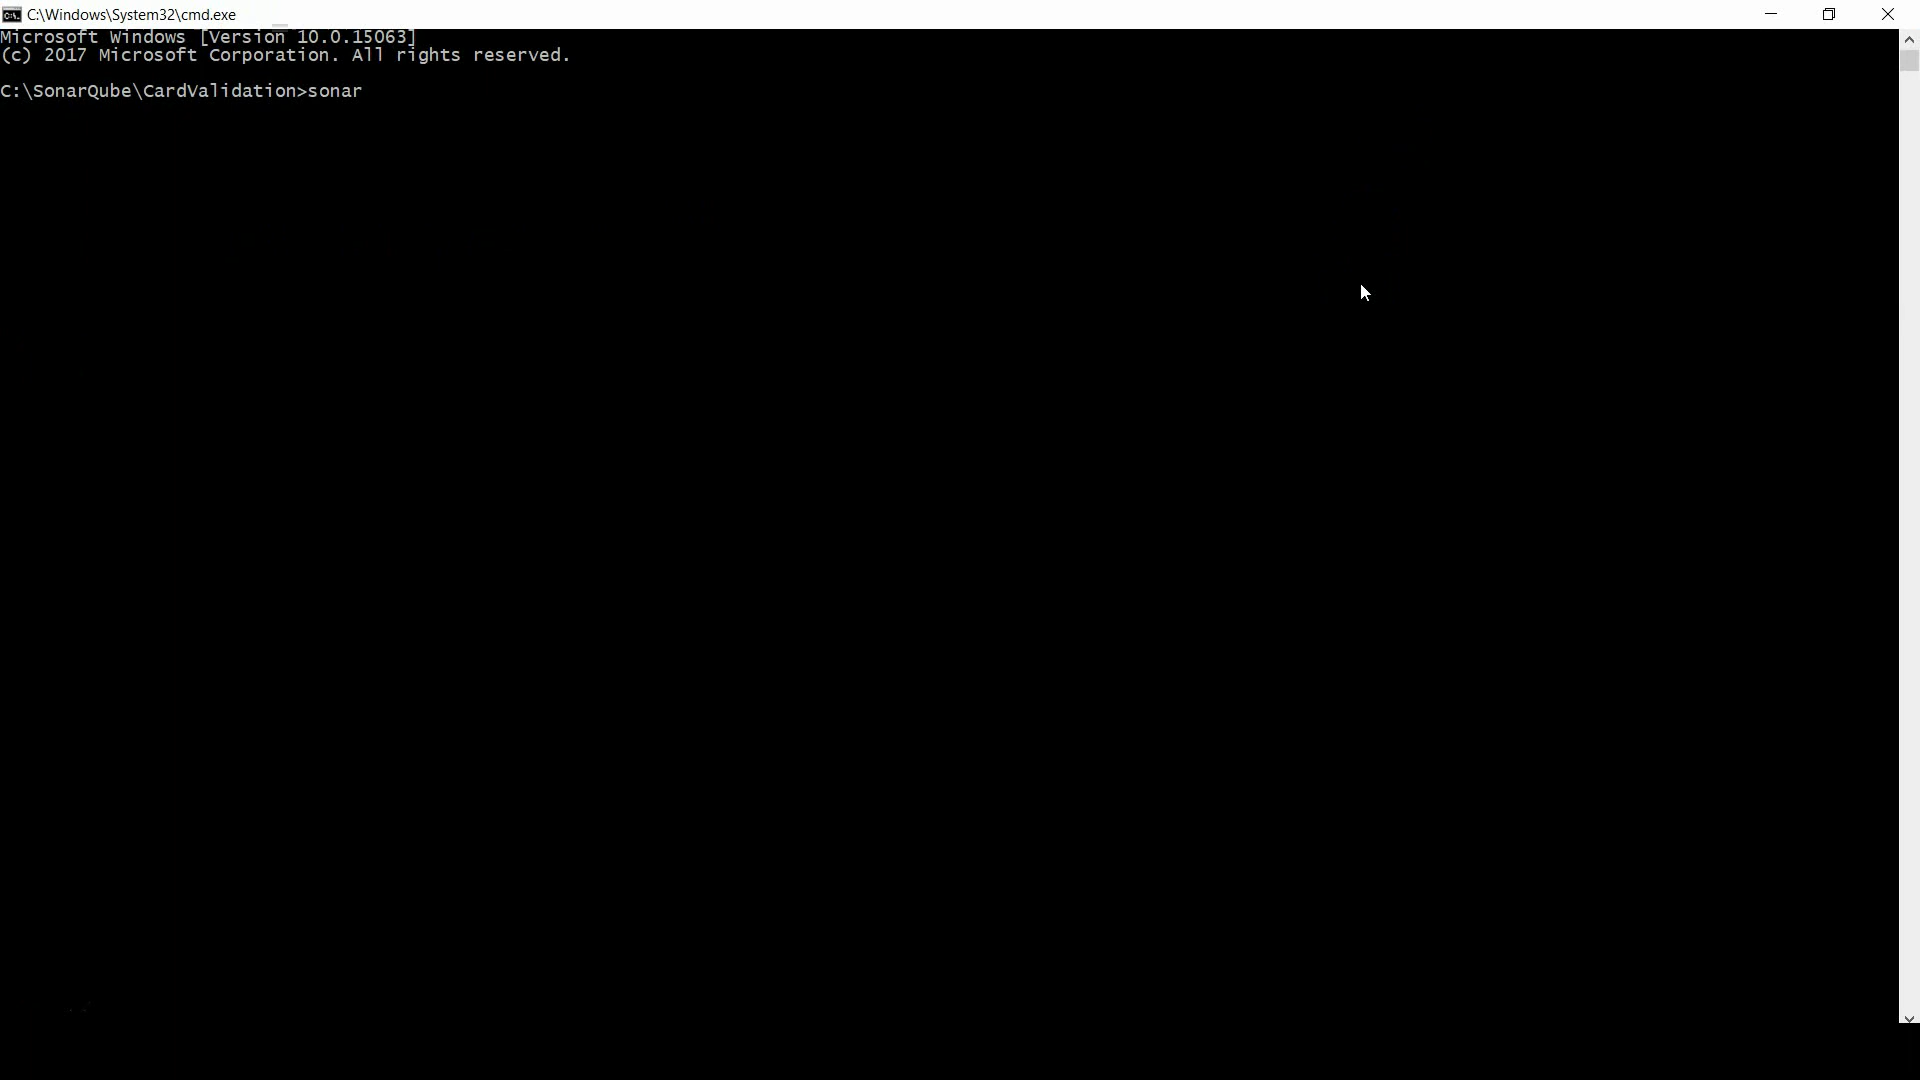 C:\Windows\System32\cmd.exe
Microsoft Windows [Version 10.0.15063]
(c) 2017 Microsoft Corporation. All rights reserved.
C:\SonarQube\CardValidation>sonar